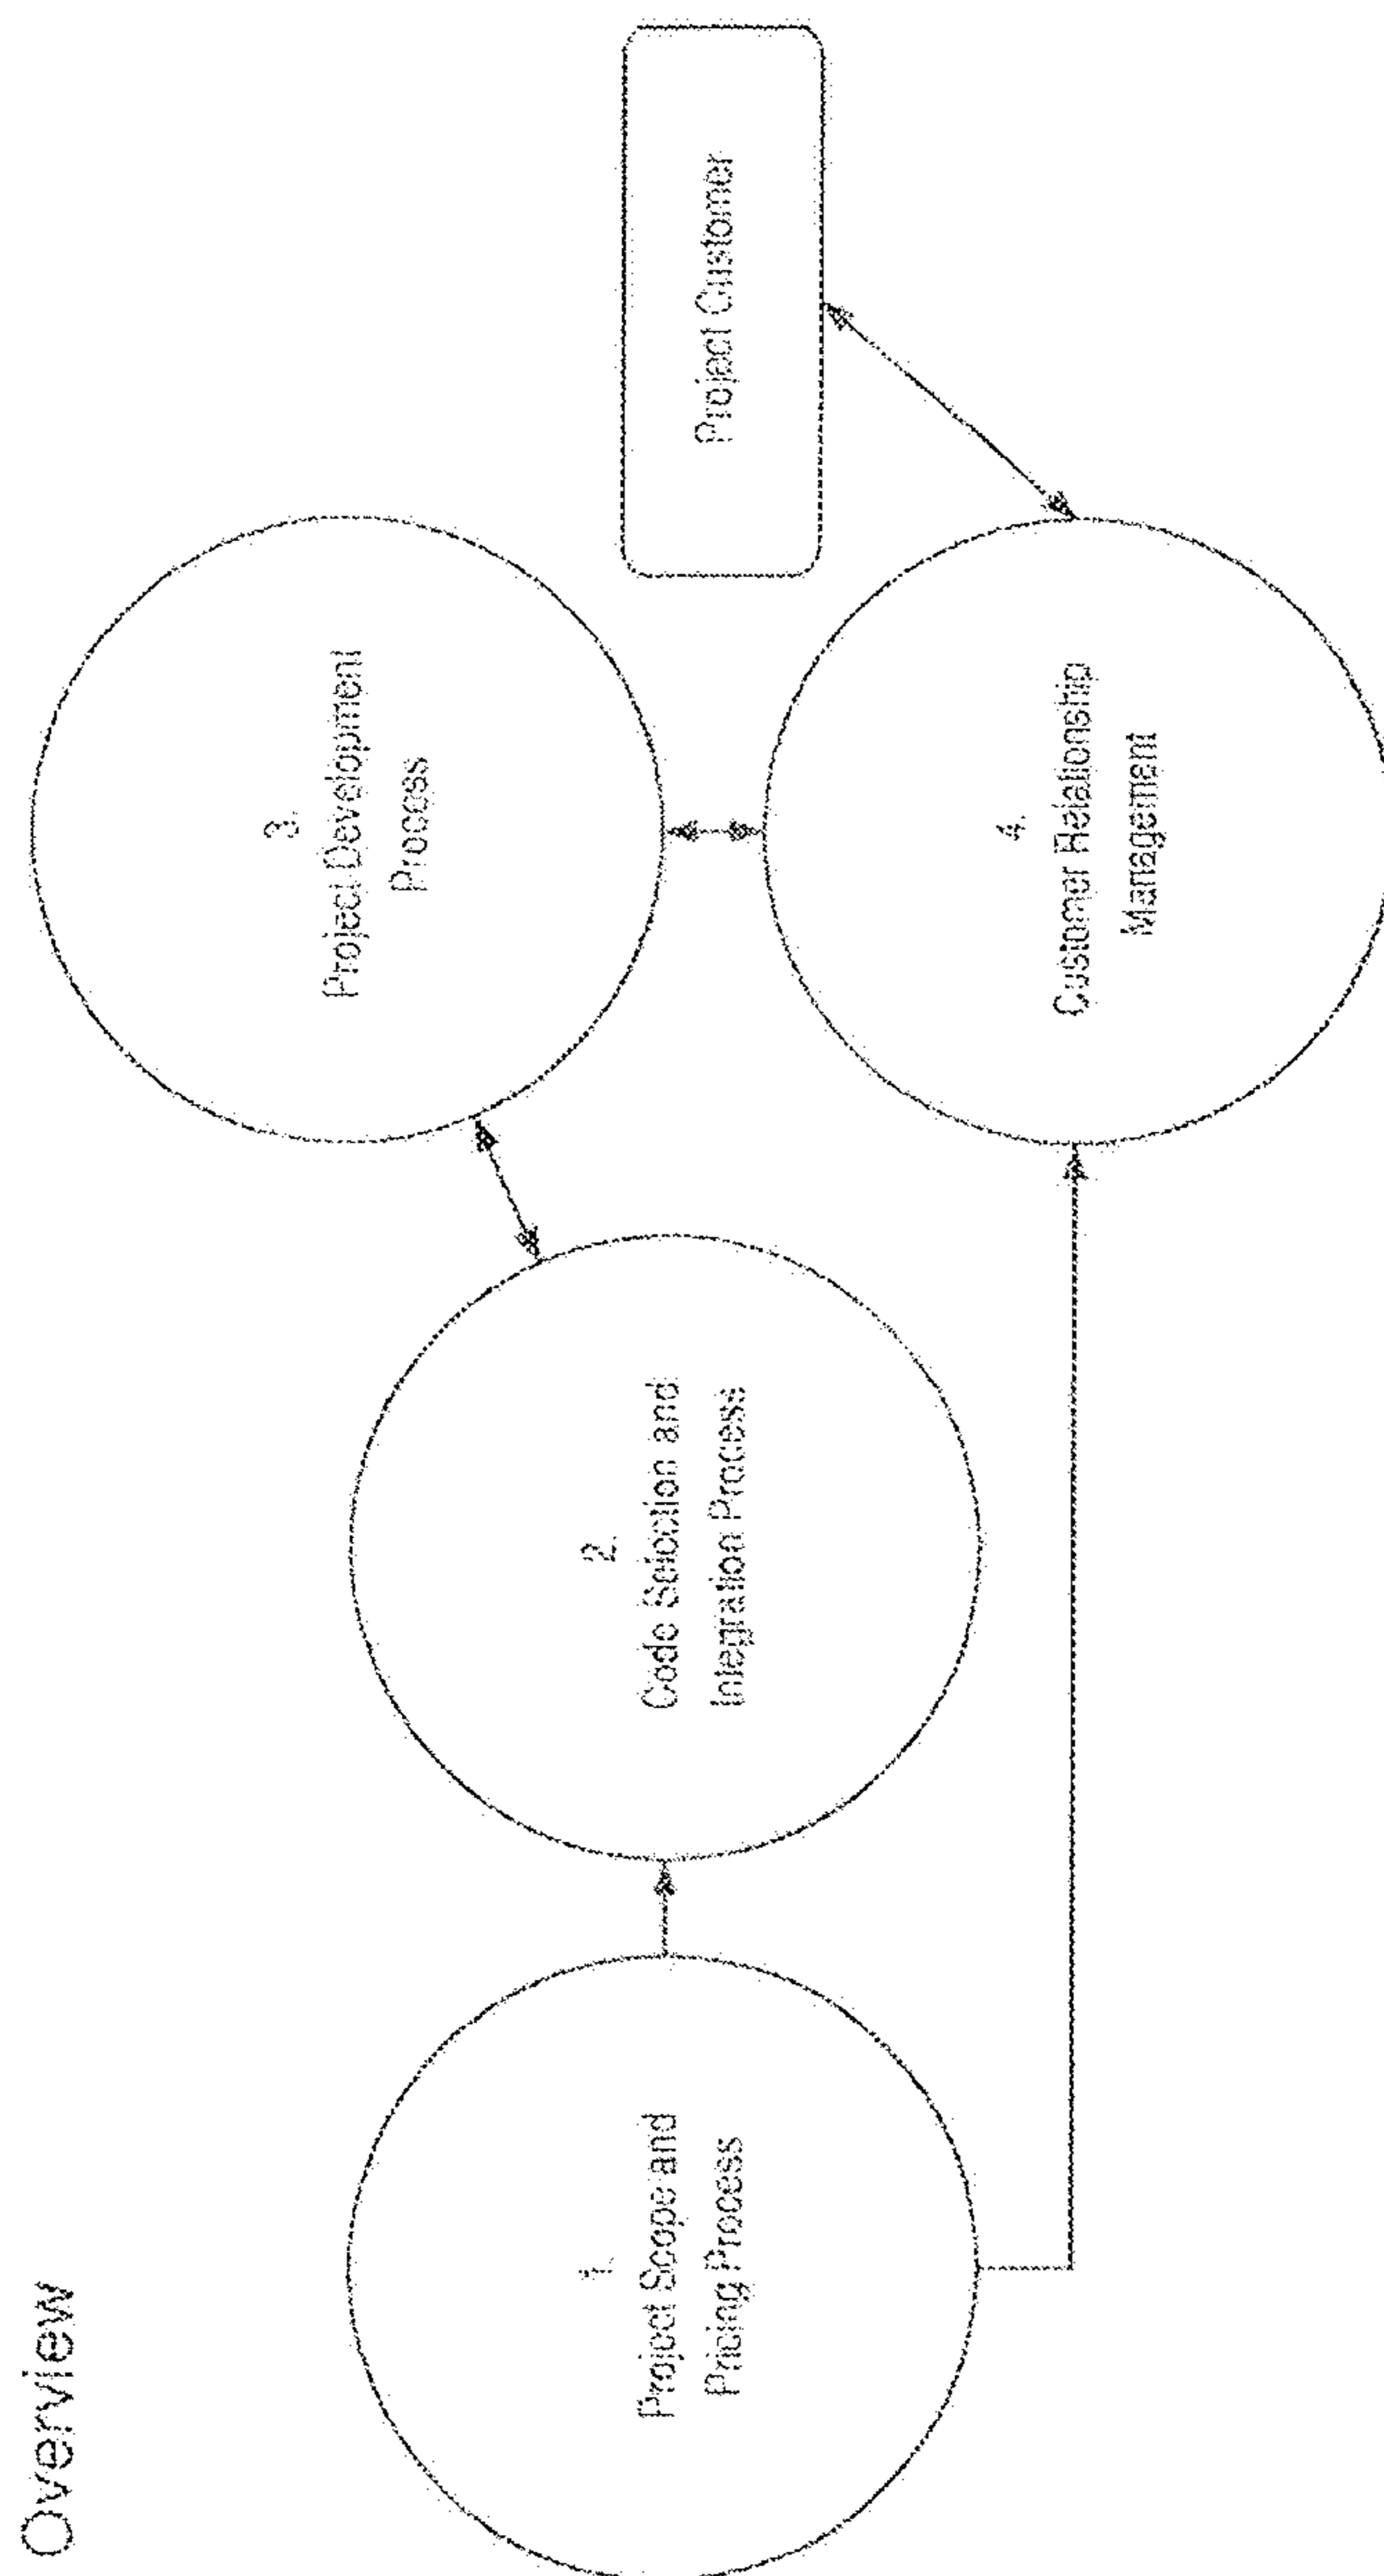 Overview
1.
Project Scope and
Pricing Process
2.
Code Selection and
Integration Process
3.
Project Development
Process
4.
Customer Relationship
Management
Project Customer